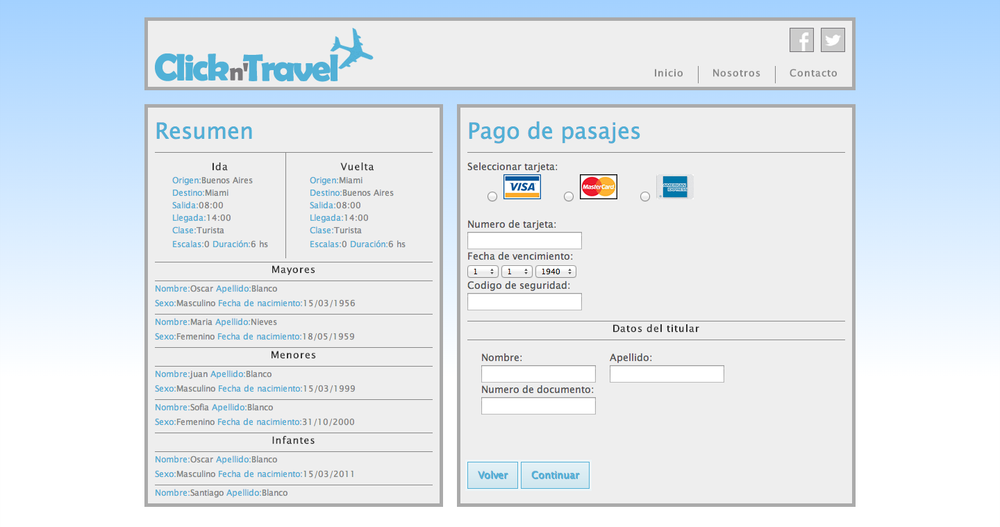 Click n' Travel
Inicio Nosotros Contacto
Resumen
Ida
Origen:Buenos Aires
Destino:Miami
Salida:08:00
Llegada:14:00
Clase:Turista
Escalas:0 Duración:6 hs
Vuelta
Origen:Miami
Destino:Buenos Aires
Salida:08:00
Llegada:14:00
Clase:Turista
Escalas:0 Duración:6 hs
Mayores
Nombre:Oscar Apellido:Blanco
Sexo:Masculino Fecha de nacimiento:15/03/1956
Nombre:Maria Apellido:Nieves
Sexo:Femenino Fecha de nacimiento:18/05/1959
Menores
Nombre:juan Apellido:Blanco
Sexo:Masculino Fecha de nacimiento:15/03/1999
Nombre:Sofia Apellido:Blanco
Sexo:Femenino Fecha de nacimiento:31/10/2000
Infantes
Nombre:Oscar Apellido:Blanco
Sexo:Masculino Fecha de nacimiento:15/03/2011
Nombre:Santiago Apellido:Blanco
Pago de pasajes
Seleccionar tarjeta:
VISA MasterCard AMERICAN EXPRESS
Numero de tarjeta:
Fecha de vencimiento:
1 1 1940
Codigo de seguridad:
Datos del titular
Nombre: Apellido:
Numero de documento:
Volver Continuar